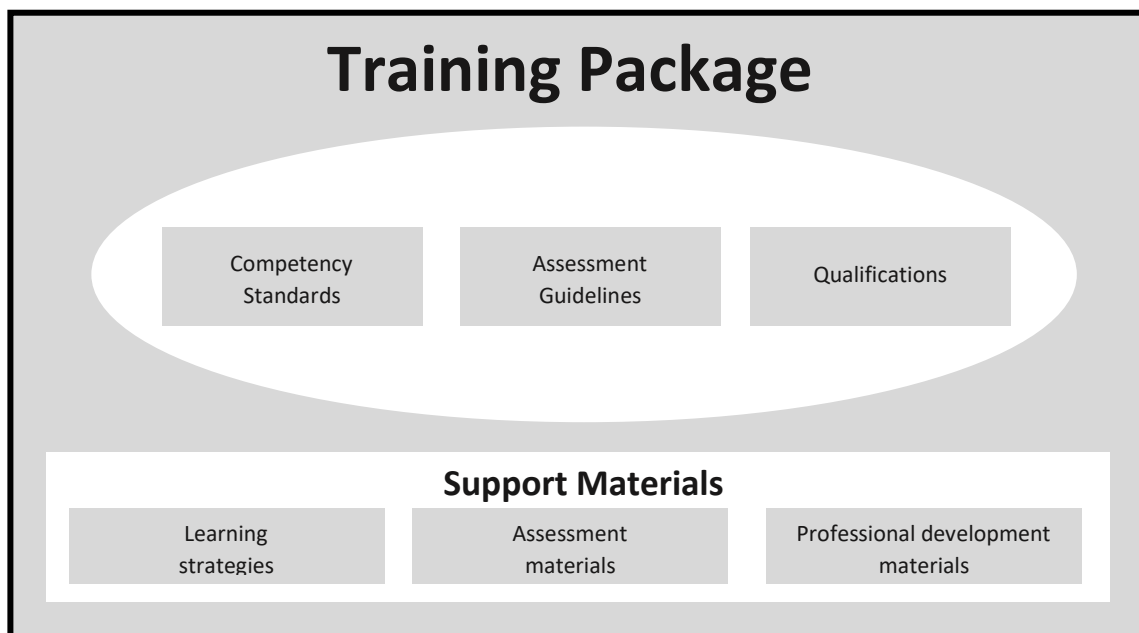 Training Package
Competency
Standards
Assessment
Guidelines
Qualifications
Support Materials
Learning
strategies
Assessment
materials
Professional development
materials